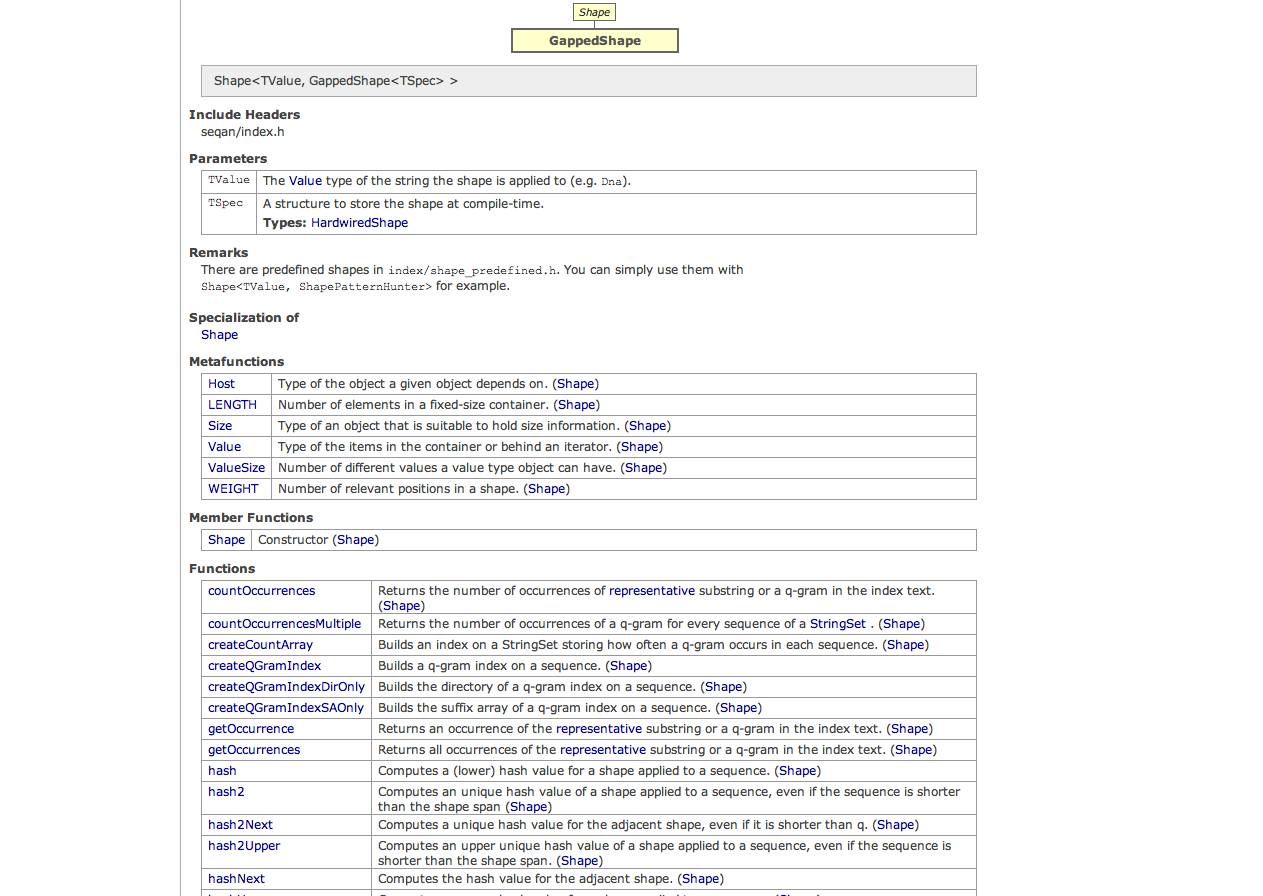 Shape
GappedShape
Shape<TValue, GappedShape<TSpec> >
Include Headers
seqan/index.h
Parameters
TValue The Value type of the string the shape is applied to (e.g. Dna).
TSpec A structure to store the shape at compile-time.
Types: HardwiredShape
Remarks
There are predefined shapes in index/shape_predefined.h. You can simply use them with
Shape<TValue, ShapePatternHunter> for example.
Specialization of
Shape
Metafunctions
Host Type of the object a given object depends on. (Shape)
LENGTH Number of elements in a fixed-size container. (Shape)
Size Type of an object that is suitable to hold size information. (Shape)
Value Type of the items in the container or behind an iterator. (Shape)
ValueSize Number of different values a value type object can have. (Shape)
WEIGHT Number of relevant positions in a shape. (Shape)
Member Functions
Shape Constructor (Shape)
Functions
countOccurrences Returns the number of occurrences of representative substring or a q-gram in the index text.
(Shape)
countOccurrencesMultiple Returns the number of occurrences of a q-gram for every sequence of a StringSet . (Shape)
createCountArray Builds an index on a StringSet storing how often a q-gram occurs in each sequence. (Shape)
createQGramIndex Builds a q-gram index on a sequence. (Shape)
createQGramIndexDirOnly Builds the directory of a q-gram index on a sequence. (Shape)
createQGramIndexSAOnly Builds the suffix array of a q-gram index on a sequence. (Shape)
getOccurrence Returns an occurrence of the representative substring or a q-gram in the index text. (Shape)
getOccurrences Returns all occurrences of the representative substring or a q-gram in the index text. (Shape)
hash Computes a (lower) hash value for a shape applied to a sequence. (Shape)
hash2 Computes an unique hash value of a shape applied to a sequence, even if the sequence is shorter
than the shape span (Shape)
hash2Next Computes a unique hash value for the adjacent shape, even if it is shorter than q. (Shape)
hash2Upper Computes an upper unique hash value of a shape applied to a sequence, even if the sequence is
shorter than the shape span. (Shape)
hashNext Computes the hash value for the adjacent shape. (Shape)